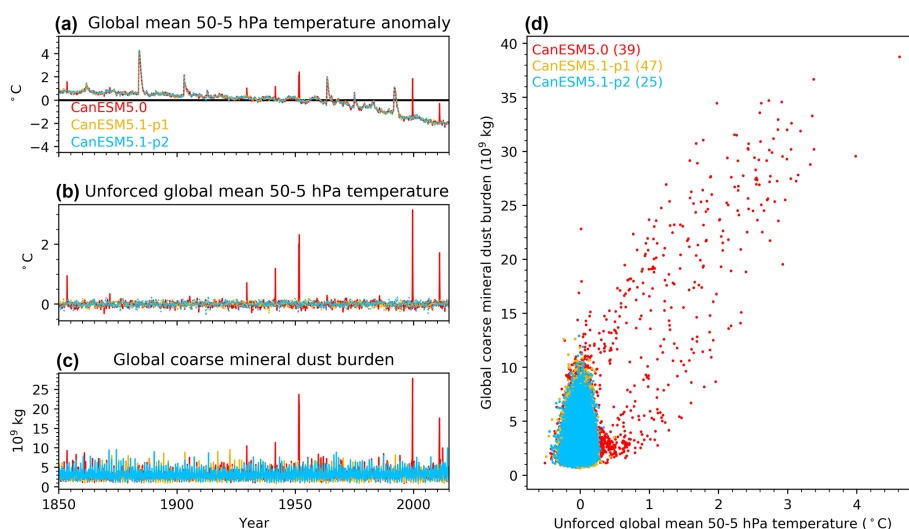 (a) Global mean 50-5 hPa temperature anomaly
4
2
0
−2
−4
°C
CanESM5.0
CanESM5.1-p1
CanESM5.1-p2
1850
1900
1950
2000
(b) Unforced global mean 50-5 hPa temperature
2
0
°C
(c) Global coarse mineral dust burden
25
20
15
10
5
0
10⁹ kg
1850
1900
1950
2000
Year
(d)
CanESM5.0 (39)
CanESM5.1-p1 (47)
CanESM5.1-p2 (25)
40
35
30
25
20
15
10
5
0
Global coarse mineral dust burden (10⁹ kg)
0
1
2
3
4
Unforced global mean 50-5 hPa temperature (°C)